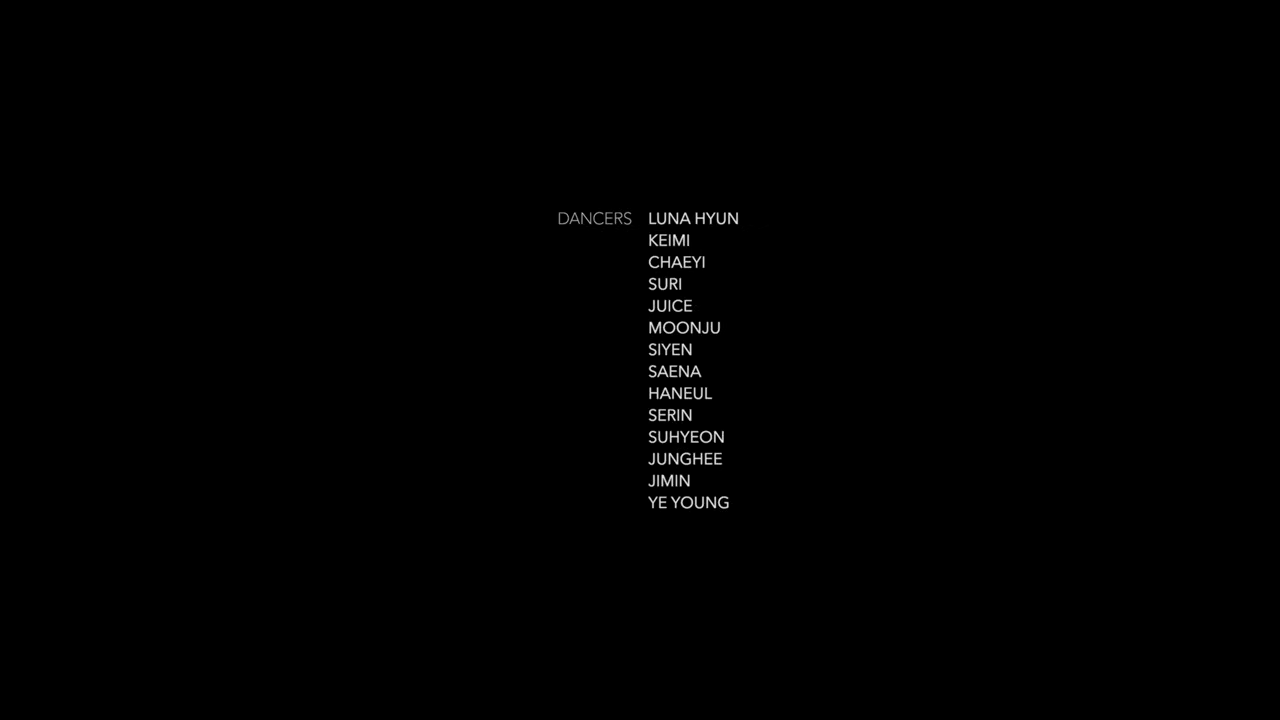 DANCERS LUNA HYUN
KEIMI
CHAEYI
SURI
JUICE
MOONJU
SIYEN
SAENA
HANEUL
SERIN
SUHYEON
JUNGHEE
JIMIN
YE YOUNG